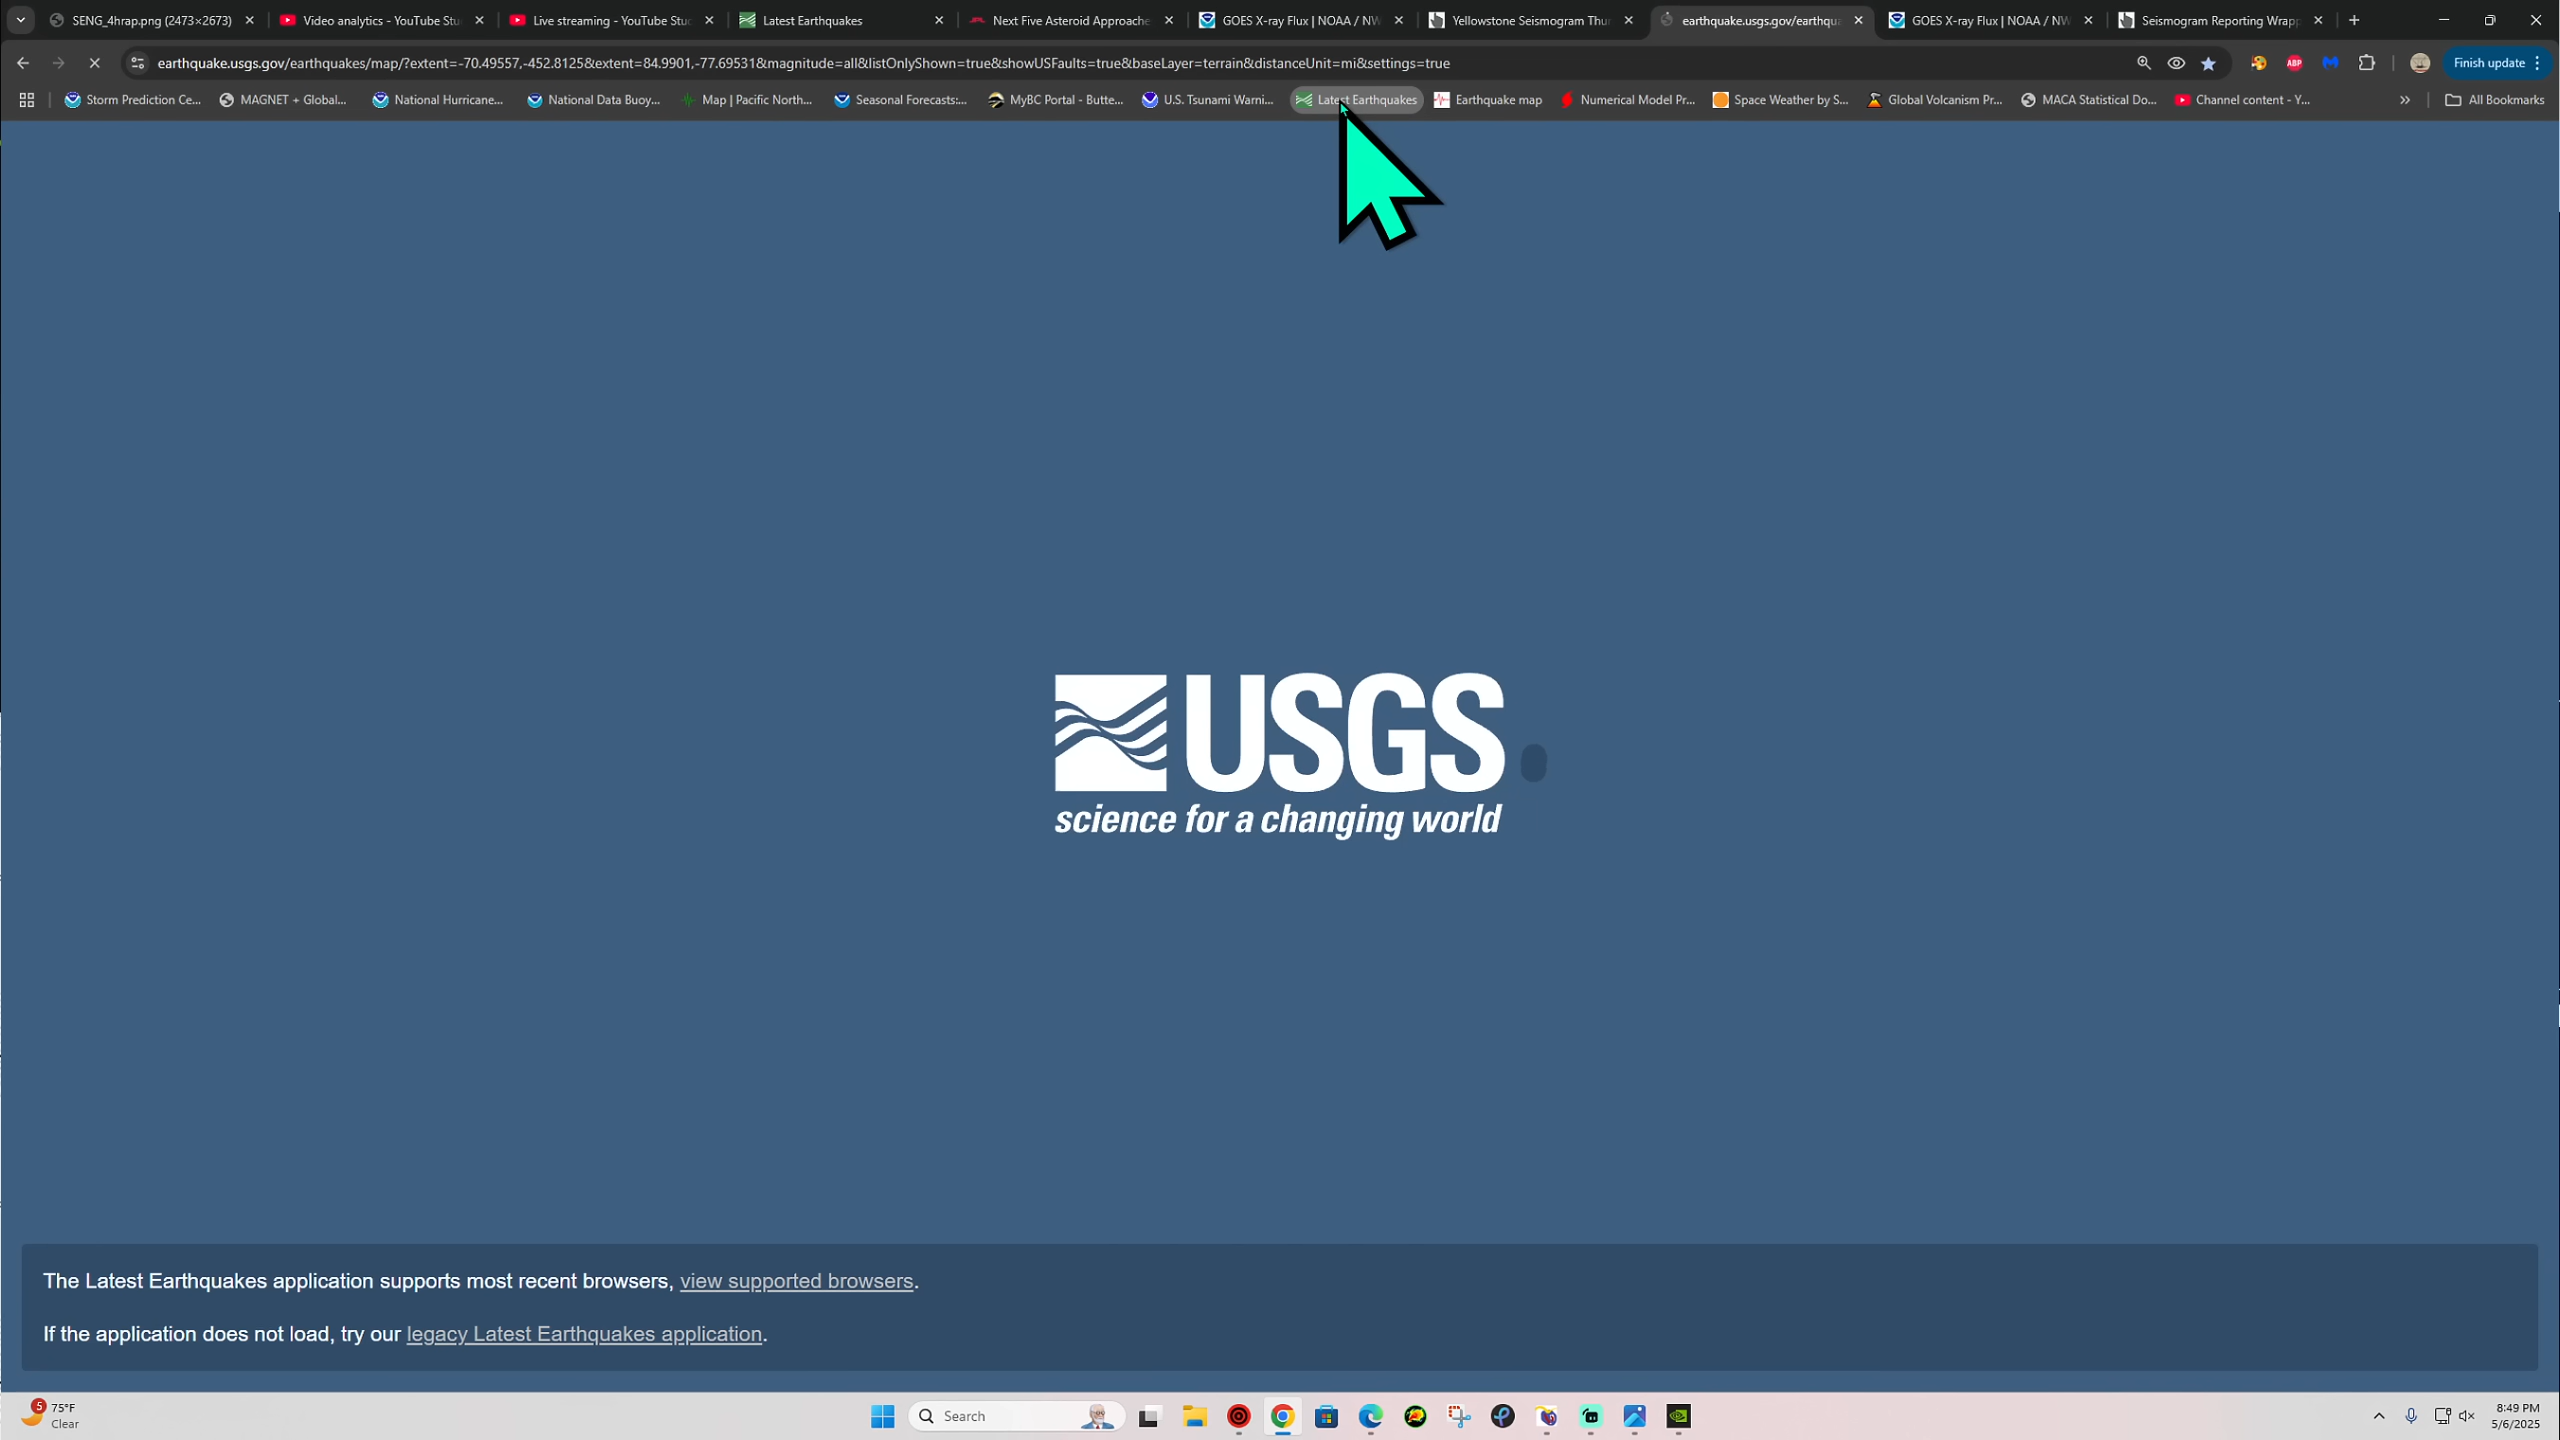 SENG_4hrap.png (2473×2673)
Video analytics - YouTube Stu
Live streaming - YouTube Stuc
Latest Earthquakes
Next Five Asteroid Approache
GOES X-ray Flux | NOAA / NW
Yellowstone Seismogram Thur
earthquake.usgs.gov/earthqua
GOES X-ray Flux | NOAA / NW
Seismogram Reporting Wrapp
earthquake.usgs.gov/earthquakes/map/?extent=-70.49557,-452.8125&extent=84.9901,-77.69531&magnitude=all&listOnlyShown=true&showUSFaults=true&baseLayer=terrain&distanceUnit=mi&settings=true
ABP
Finish update
Storm Prediction Ce...
MAGNET + Global...
National Hurricane...
National Data Buoy...
Map | Pacific North...
Seasonal Forecasts:...
MyBC Portal - Butte...
U.S. Tsunami Warni...
Latest Earthquakes
Earthquake map
Numerical Model Pr...
Space Weather by S...
Global Volcanism Pr...
MACA Statistical Do...
Channel content - Y...
All Bookmarks
USGS
science for a changing world
The Latest Earthquakes application supports most recent browsers, view supported browsers.
If the application does not load, try our legacy Latest Earthquakes application.
5
75°F
Clear
Search
8:49 PM
5/6/2025